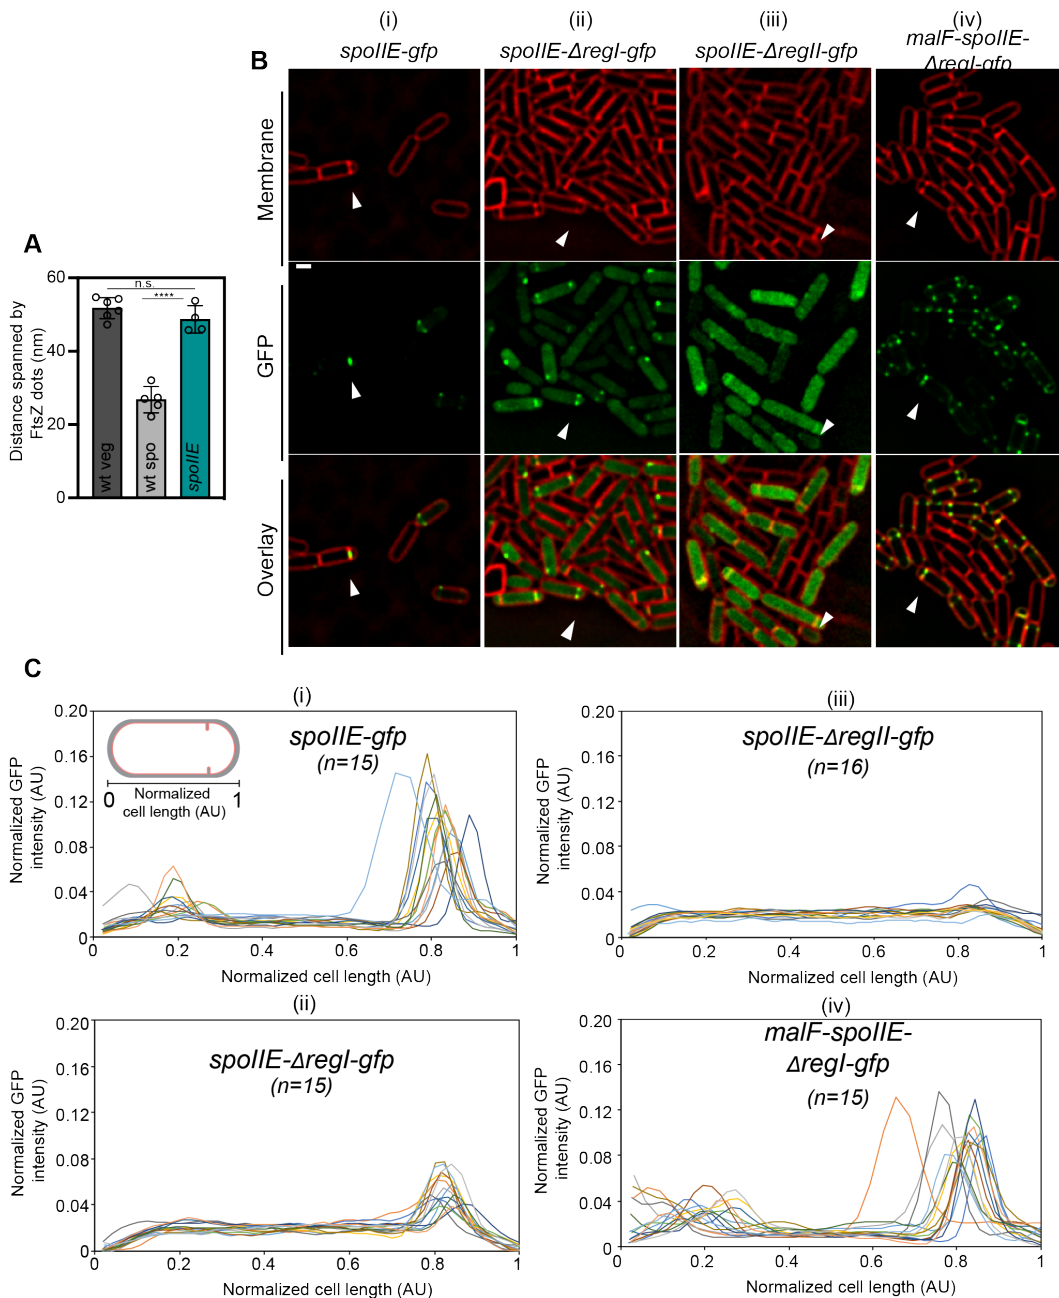 (i)
(ii)
(iii)
(iv)
B
spoIIE-gfp
spoIIE-ΔregI-gfp
spoIIE-ΔregII-gfp
malF-spoIIE-
ΔregI-gfp
Membrane
GFP
Overlay
A
Distance spanned by
FtsZ dots (nm)
60
40
20
0
n.s.
****
wt veg
wt spo
spoIIE
C
(i)
Normalized GFP
intensity (AU)
0.20
0.16
0.12
0.08
0.04
0
spoIIE-gfp
(n=15)
0
1
Normalized
cell length (AU)
0.2
0.4
0.6
0.8
1
Normalized cell length (AU)
(iii)
Normalized GFP
intensity (AU)
0.20
0.16
0.12
0.08
0.04
0
spoIIE-ΔregII-gfp
(n=16)
0.2
0.4
0.6
0.8
1
Normalized cell length (AU)
(ii)
Normalized GFP
intensity (AU)
0.20
0.16
0.12
0.08
0.04
0
spoIIE-ΔregI-gfp
(n=15)
0.2
0.4
0.6
0.8
1
Normalized cell length (AU)
(iv)
Normalized GFP
intensity (AU)
0.20
0.16
0.12
0.08
0.04
0
malF-spoIIE-
ΔregI-gfp
(n=15)
0.2
0.4
0.6
0.8
1
Normalized cell length (AU)